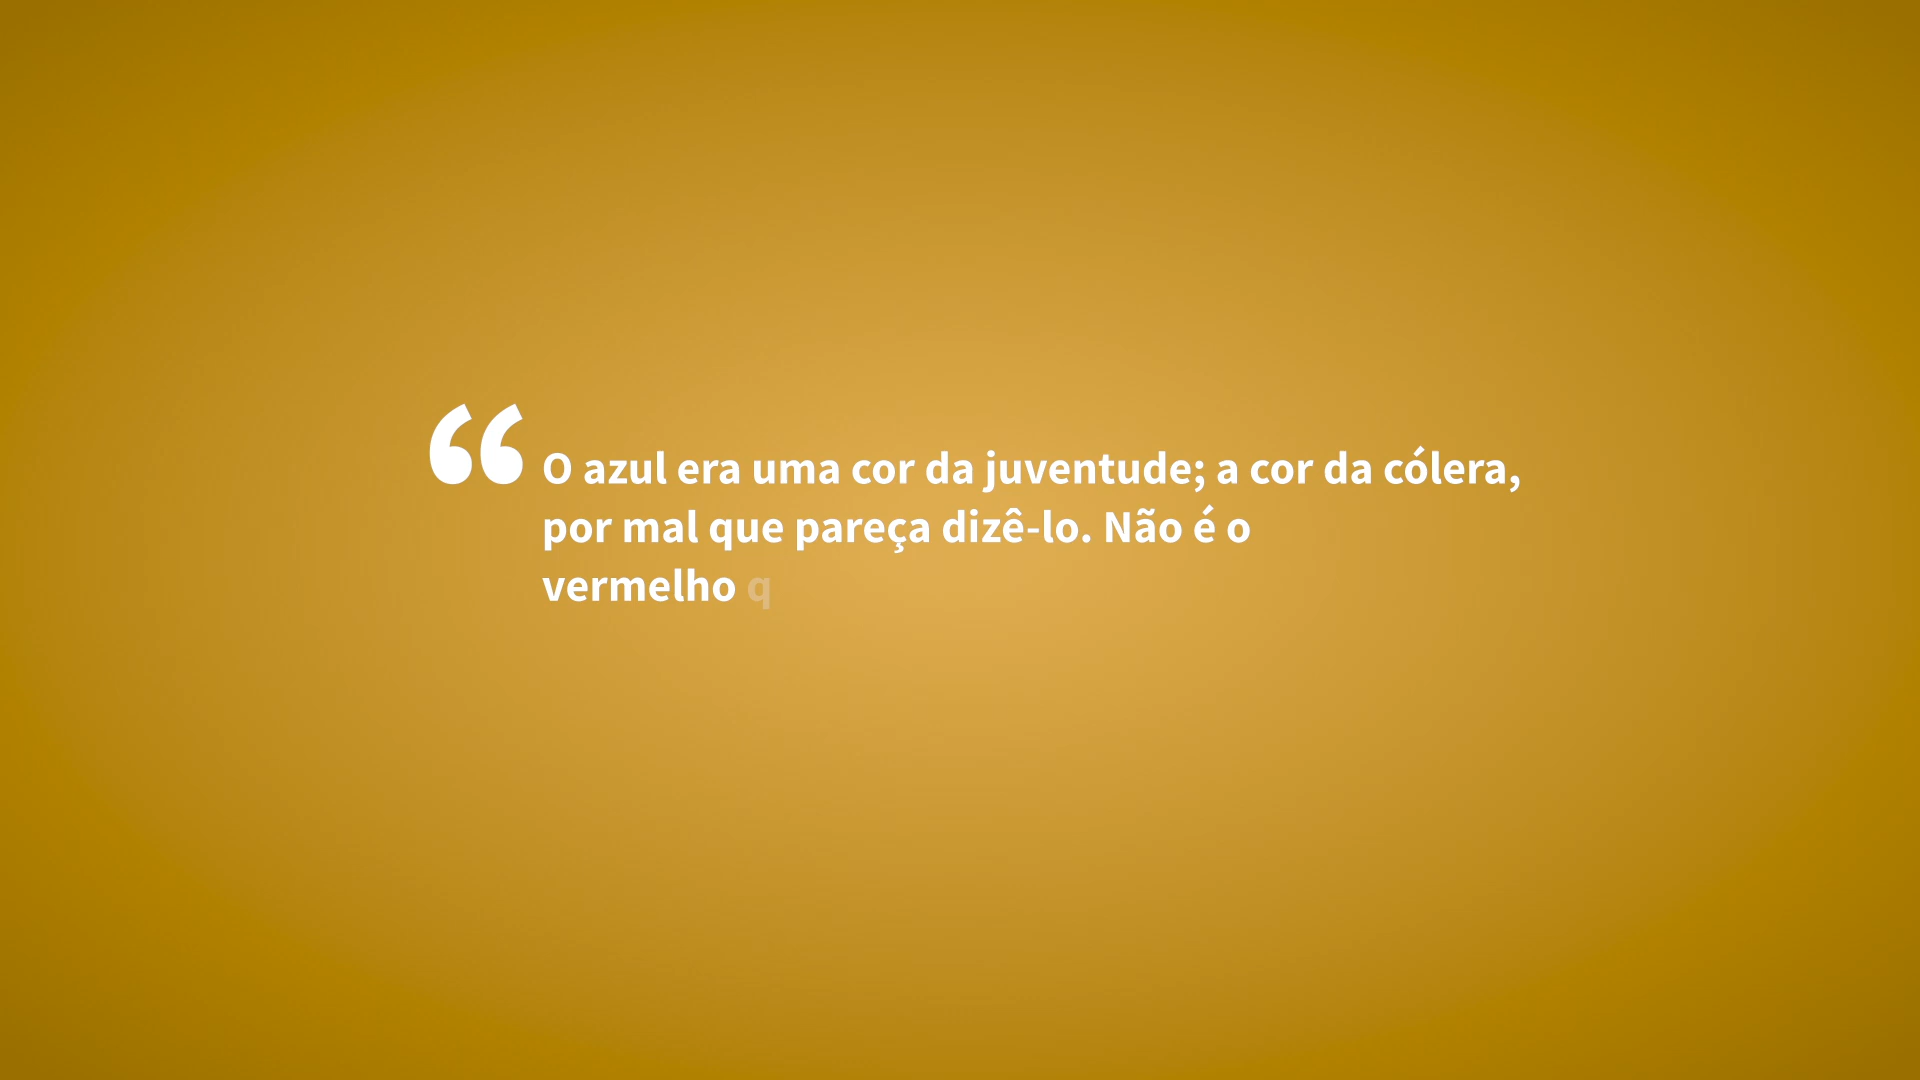 “O azul era uma cor da juventude; a cor da cólera,
por mal que pareça dizê-lo. Não é o
vermelho q